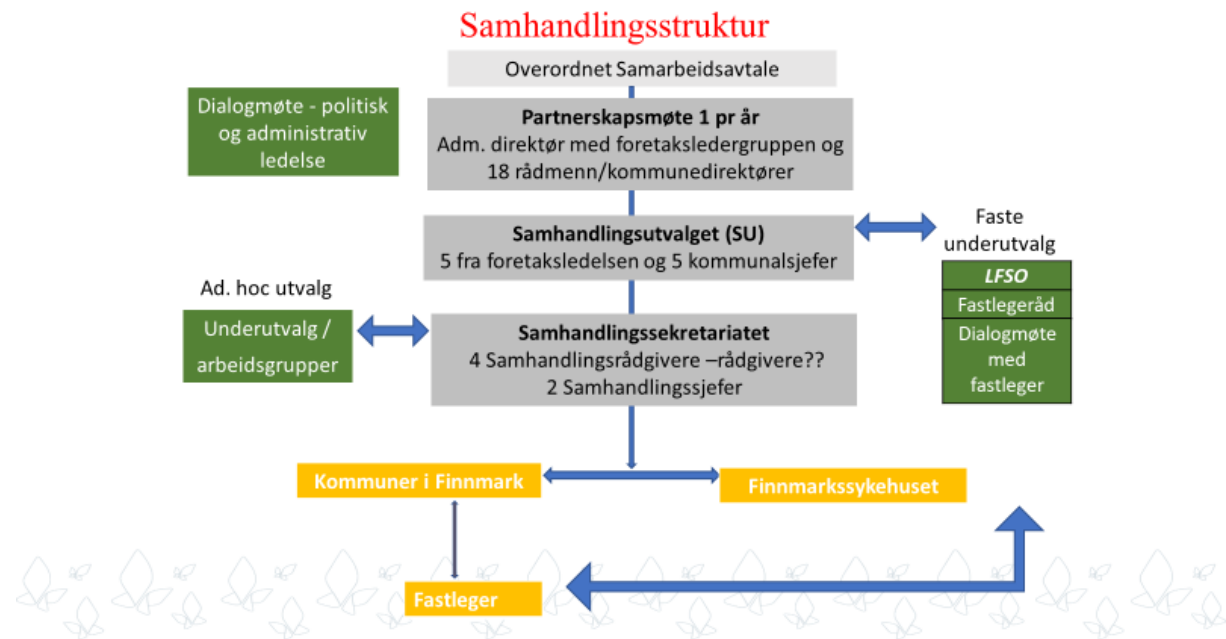 Samhandlingsstruktur
Overordnet Samarbeidsavtale
Dialogmøte - politisk
og administrativ
ledelse
Partnerskapsmøte 1 pr år
Adm. direktør med foretaksledergruppen og
18 rådmenn/kommunedirektører
Samhandlingsutvalget (SU)
5 fra foretaksledelsen og 5 kommunalsjefer
Faste
underutvalg
LFSO
Fastlegeråd
Dialogmøte
med
fastleger
Ad. hoc utvalg
Underutvalg /
arbeidsgrupper
Samhandlingssekretariatet
4 Samhandlingsrådgivere –rådgivere??
2 Samhandlingssjefer
Kommuner i Finnmark
Finnmarkssykehuset
Fastleger